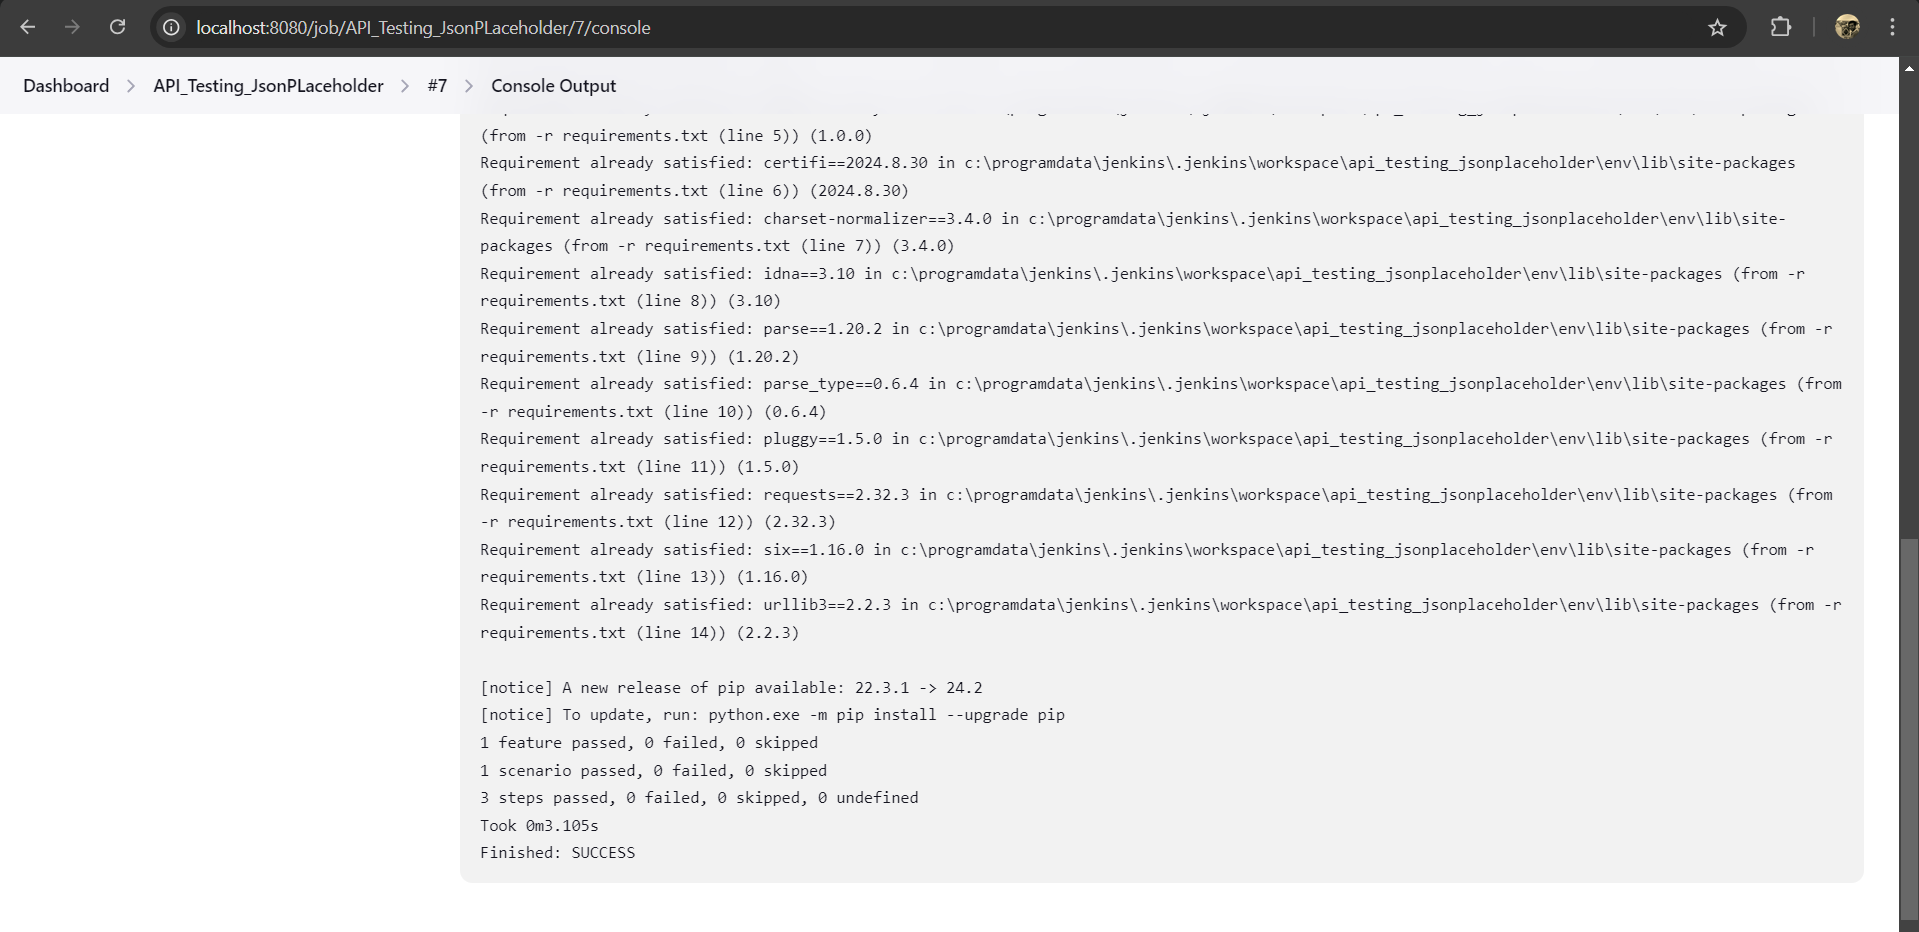 localhost:8080/job/API_Testing_JsonPLaceholder/7/console
Dashboard
API_Testing_JsonPLaceholder
#7
Console Output
(from -r requirements.txt (line 5)) (1.0.0)
Requirement already satisfied: certifi==2024.8.30 in c:\programdata\jenkins\.jenkins\workspace\api_testing_jsonplaceholder\env\lib\site-packages
(from -r requirements.txt (line 6)) (2024.8.30)
Requirement already satisfied: charset-normalizer==3.4.0 in c:\programdata\jenkins\.jenkins\workspace\api_testing_jsonplaceholder\env\lib\site-
packages (from -r requirements.txt (line 7)) (3.4.0)
Requirement already satisfied: idna==3.10 in c:\programdata\jenkins\.jenkins\workspace\api_testing_jsonplaceholder\env\lib\site-packages (from -r
requirements.txt (line 8)) (3.10)
Requirement already satisfied: parse==1.20.2 in c:\programdata\jenkins\.jenkins\workspace\api_testing_jsonplaceholder\env\lib\site-packages (from -r
requirements.txt (line 9)) (1.20.2)
Requirement already satisfied: parse_type==0.6.4 in c:\programdata\jenkins\.jenkins\workspace\api_testing_jsonplaceholder\env\lib\site-packages (from
-r requirements.txt (line 10)) (0.6.4)
Requirement already satisfied: pluggy==1.5.0 in c:\programdata\jenkins\.jenkins\workspace\api_testing_jsonplaceholder\env\lib\site-packages (from -r
requirements.txt (line 11)) (1.5.0)
Requirement already satisfied: requests==2.32.3 in c:\programdata\jenkins\.jenkins\workspace\api_testing_jsonplaceholder\env\lib\site-packages (from
-r requirements.txt (line 12)) (2.32.3)
Requirement already satisfied: six==1.16.0 in c:\programdata\jenkins\.jenkins\workspace\api_testing_jsonplaceholder\env\lib\site-packages (from -r
requirements.txt (line 13)) (1.16.0)
Requirement already satisfied: urllib3==2.2.3 in c:\programdata\jenkins\.jenkins\workspace\api_testing_jsonplaceholder\env\lib\site-packages (from -r
requirements.txt (line 14)) (2.2.3)
[notice] A new release of pip available: 22.3.1 -> 24.2
[notice] To update, run: python.exe -m pip install --upgrade pip
1 feature passed, 0 failed, 0 skipped
1 scenario passed, 0 failed, 0 skipped
3 steps passed, 0 failed, 0 skipped, 0 undefined
Took 0m3.105s
Finished: SUCCESS